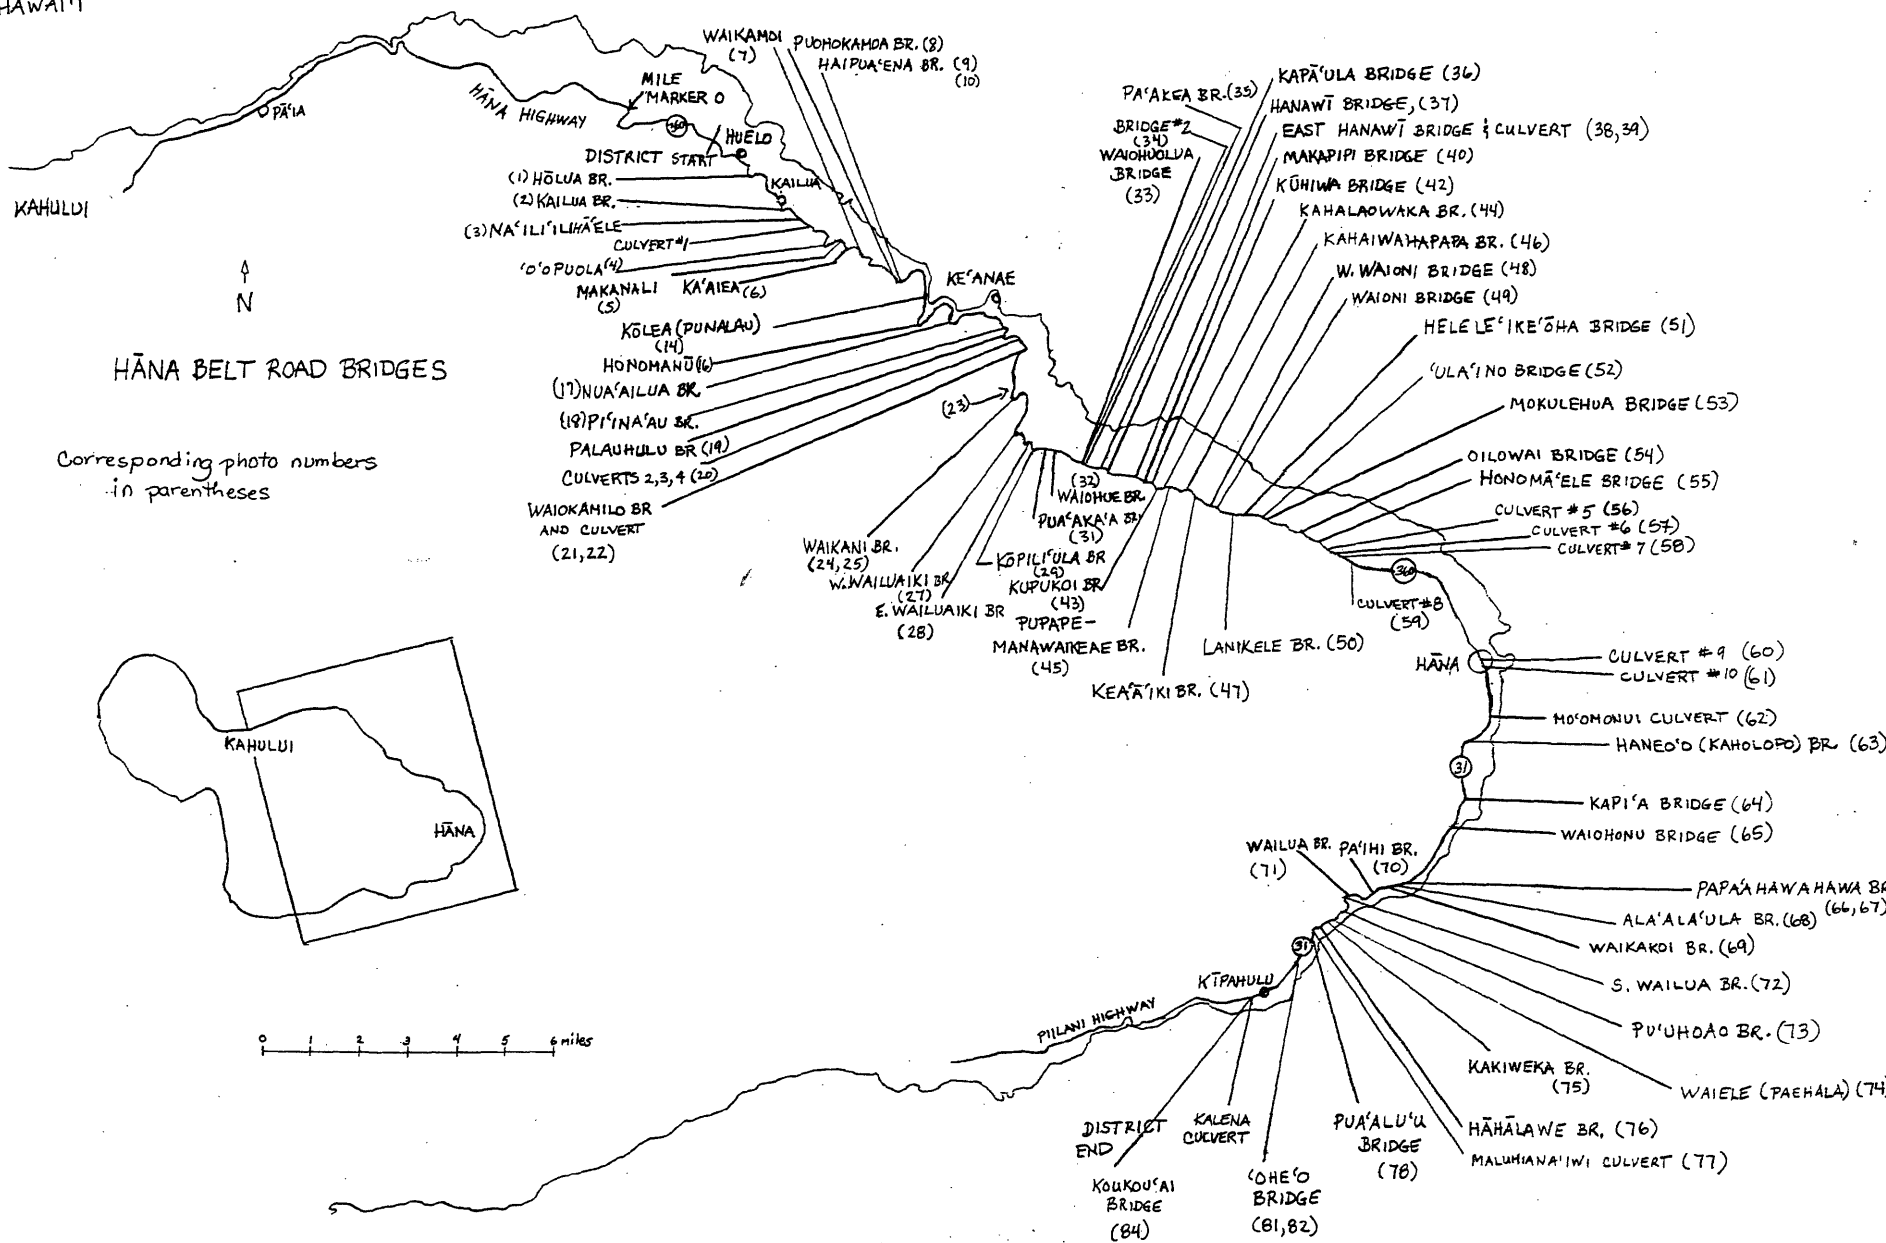 HAWAI'I
KAHULUI
PĀ'IA
HĀNA HIGHWAY
MILE
MARKER 0
360
DISTRICT START
HUELO
KAILUA
(1) HŌLUA BR.
(2) KAILUA BR.
(3) NA'ILI'ILIHĀ'ELE
CULVERT #1
'O'OPUOLA (4)
MAKANALI
(5)
KA'AIEA (6)
WAIKAMOI
(7)
PUOHOKAMOA BR. (8)
HAIPUA'ENA BR. (9)
(10)
KE'ANAE
N
HĀNA BELT ROAD BRIDGES
Corresponding photo numbers
in parentheses
KŌLEA (PUNALAU)
(14)
HONOMANŪ (16)
(17) NUA'AILUA BR.
(18) PI'INA'AU BR.
PALAUHULU BR (19)
CULVERTS 2,3,4 (20)
WAIOKAMILO BR
AND CULVERT
(21,22)
(23)
WAIKANI BR.
(24,25)
W. WAILUAIKI BR
(27)
E. WAILUAIKI BR
(28)
KŌPILI'ULA BR
(29)
PUA'AKA'A BR
(31)
(32)
WAIOHUE BR.
WAIOHUOLUA
BRIDGE
(33)
BRIDGE #2
(34)
PA'AKEA BR. (35)
KAPĀ'ULA BRIDGE (36)
HANAWĪ BRIDGE, (37)
EAST HANAWĪ BRIDGE & CULVERT (38,39)
MAKAPIPI BRIDGE (40)
KŪHIWA BRIDGE (42)
KUPUKOI BR
(43)
KAHALAOWAKA BR. (44)
PUPAPE-
MANAWAIKEAE BR.
(45)
KAHAIWAHAPAPA BR. (46)
KEA'Ā'IKI BR. (47)
W. WAIONI BRIDGE (48)
WAIONI BRIDGE (49)
LANIKELE BR. (50)
HELELE'IKE'ŌHA BRIDGE (51)
'ULA'INO BRIDGE (52)
MOKULEHUA BRIDGE (53)
OILOWAI BRIDGE (54)
HONOMĀ'ELE BRIDGE (55)
CULVERT #5 (56)
CULVERT #6 (57)
CULVERT #7 (58)
360
CULVERT #8
(59)
HĀNA
CULVERT #9 (60)
CULVERT #10 (61)
MO'OMONUI CULVERT (62)
HANEO'O (KAHOLOPO) BR. (63)
31
KAPI'A BRIDGE (64)
WAIOHONU BRIDGE (65)
PAPA'AHAWAHAWA BR
(66,67)
ALA'ALA'ULA BR. (68)
WAIKAKOI BR. (69)
PA'IHI BR.
(70)
WAILUA BR.
(71)
S. WAILUA BR. (72)
PU'UHOAO BR. (73)
WAIELE (PAEHALA) (74)
KAKIWEKA BR.
(75)
HĀHĀLAWE BR. (76)
MALUHIANA'IWI CULVERT (77)
PUA'ALU'U
BRIDGE
(78)
31
KĪPAHULU
PIILANI HIGHWAY
'OHE'O
BRIDGE
(81,82)
KALENA
CULVERT
DISTRICT
END
KOUKOU'AI
BRIDGE
(84)
KAHULUI
HĀNA
0 1 2 3 4 5 6 miles